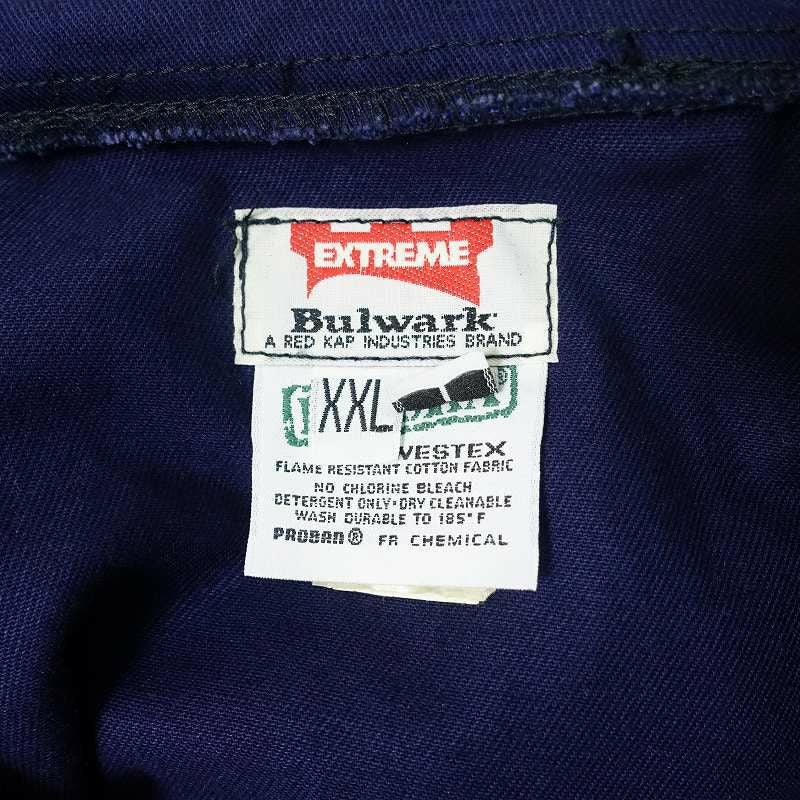 EXTREME
Bulwark
A RED KAP INDUSTRIES BRAND
XXL
®
VESTEX
FLAME RESISTANT COTTON FABRIC
NO CHLORINE BLEACH
DETERGENT ONLY·DRY CLEANABLE
WASH DURABLE TO 185°F
PROBAN® FR CHEMICAL